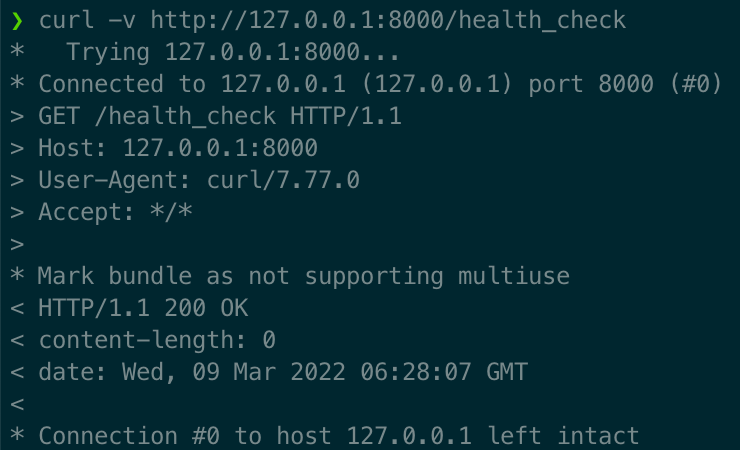 ❯ curl -v http://127.0.0.1:8000/health_check
*   Trying 127.0.0.1:8000...
* Connected to 127.0.0.1 (127.0.0.1) port 8000 (#0)
> GET /health_check HTTP/1.1
> Host: 127.0.0.1:8000
> User-Agent: curl/7.77.0
> Accept: */*
>
* Mark bundle as not supporting multiuse
< HTTP/1.1 200 OK
< content-length: 0
< date: Wed, 09 Mar 2022 06:28:07 GMT
<
* Connection #0 to host 127.0.0.1 left intact